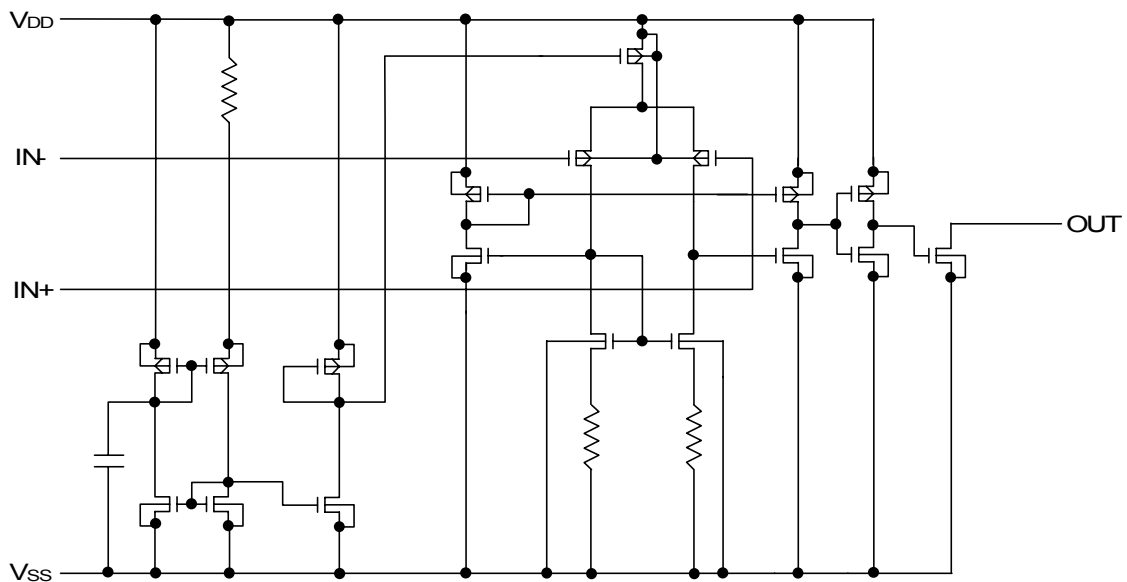 VDD
IN-
OUT
IN+
VSS